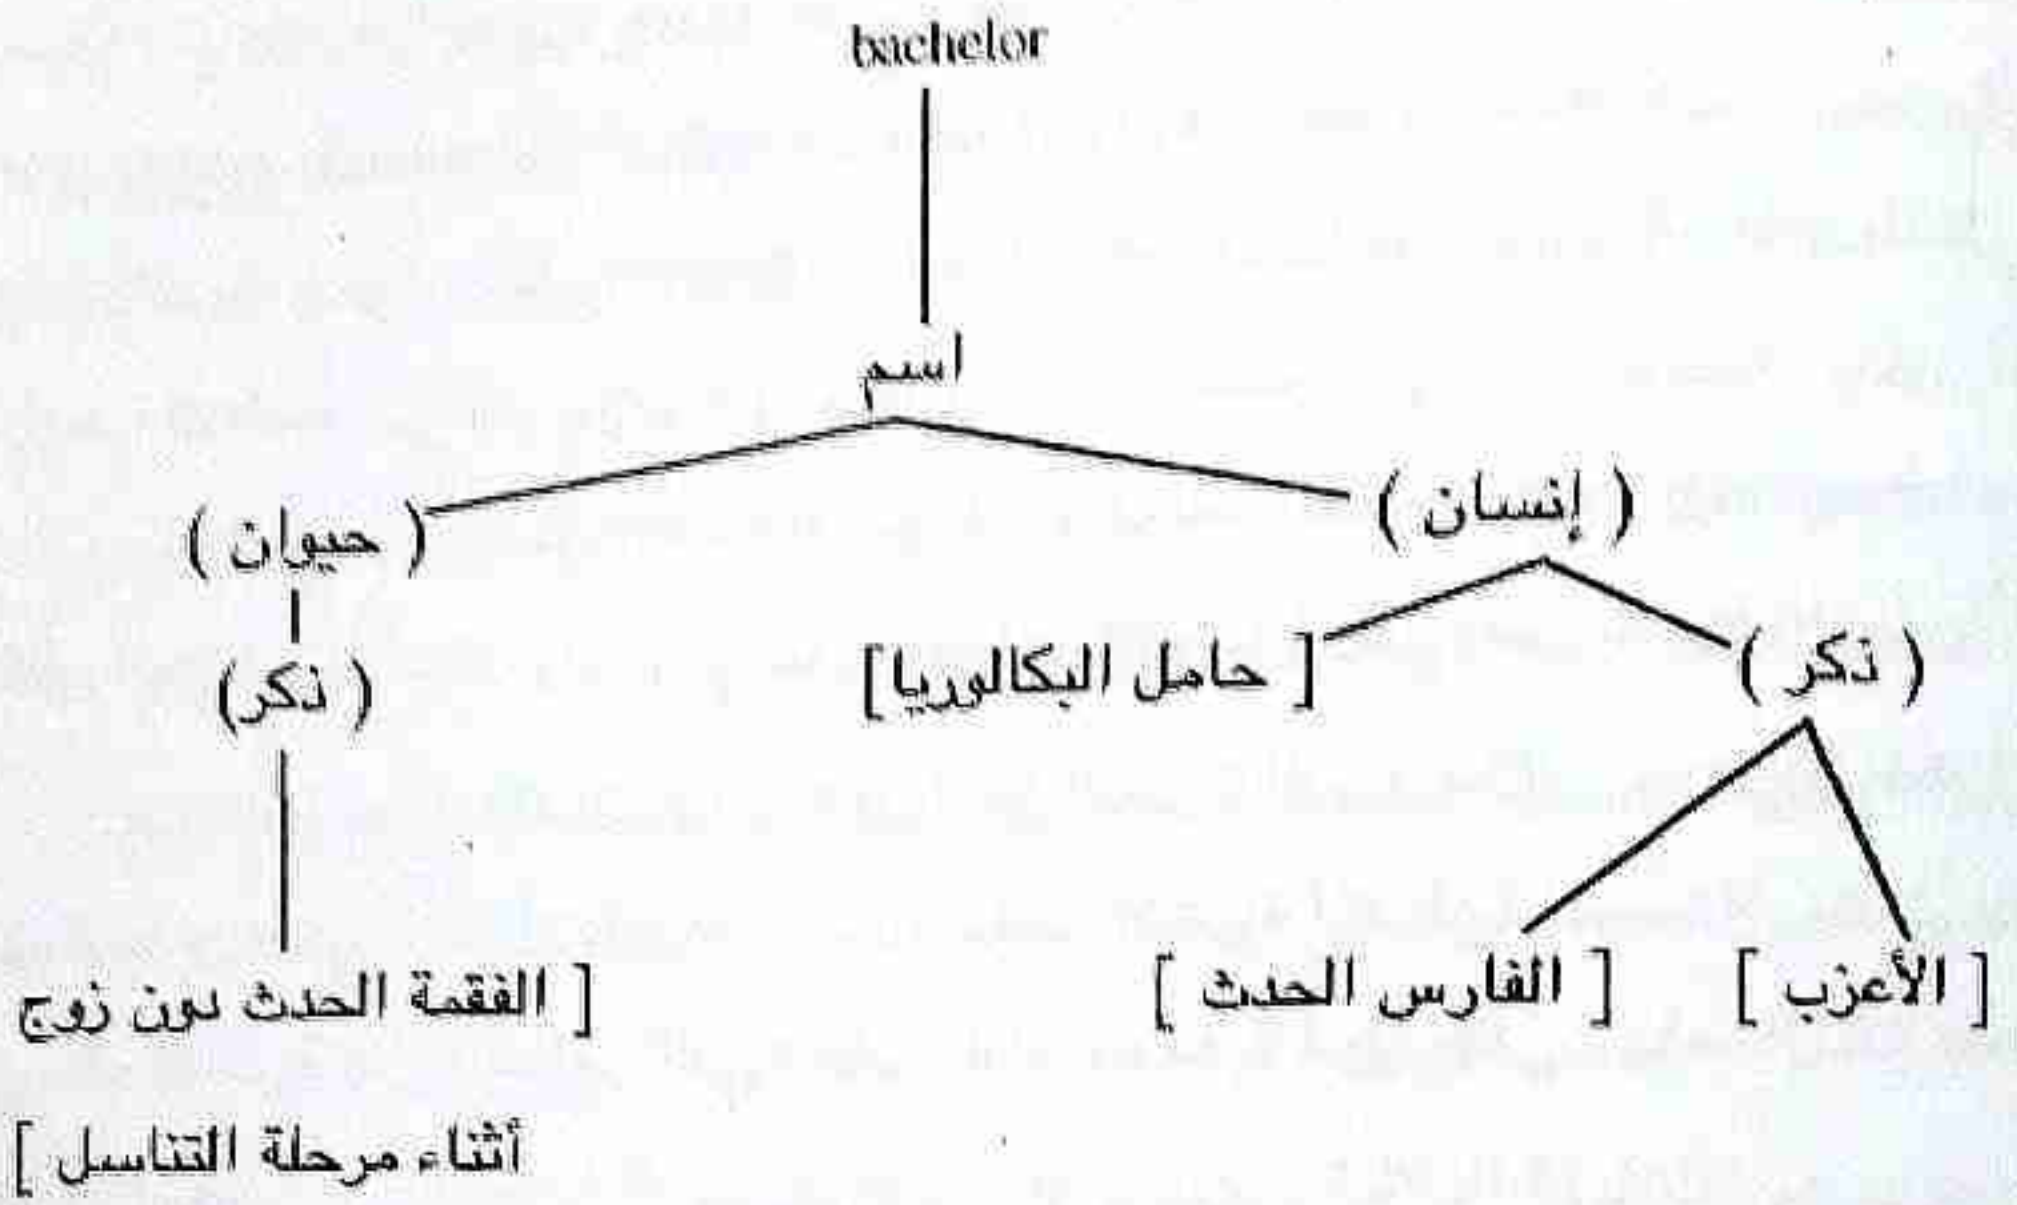 bachelor
اسم
( إنسان )
( حيوان )
( ذكر )
[ حامل البكالوريا ]
( ذكر )
[ الأعزب ]
[ الفارس الحدث ]
[ الفقمة الحدث دون زوج
أثناء مرحلة التناسل ]